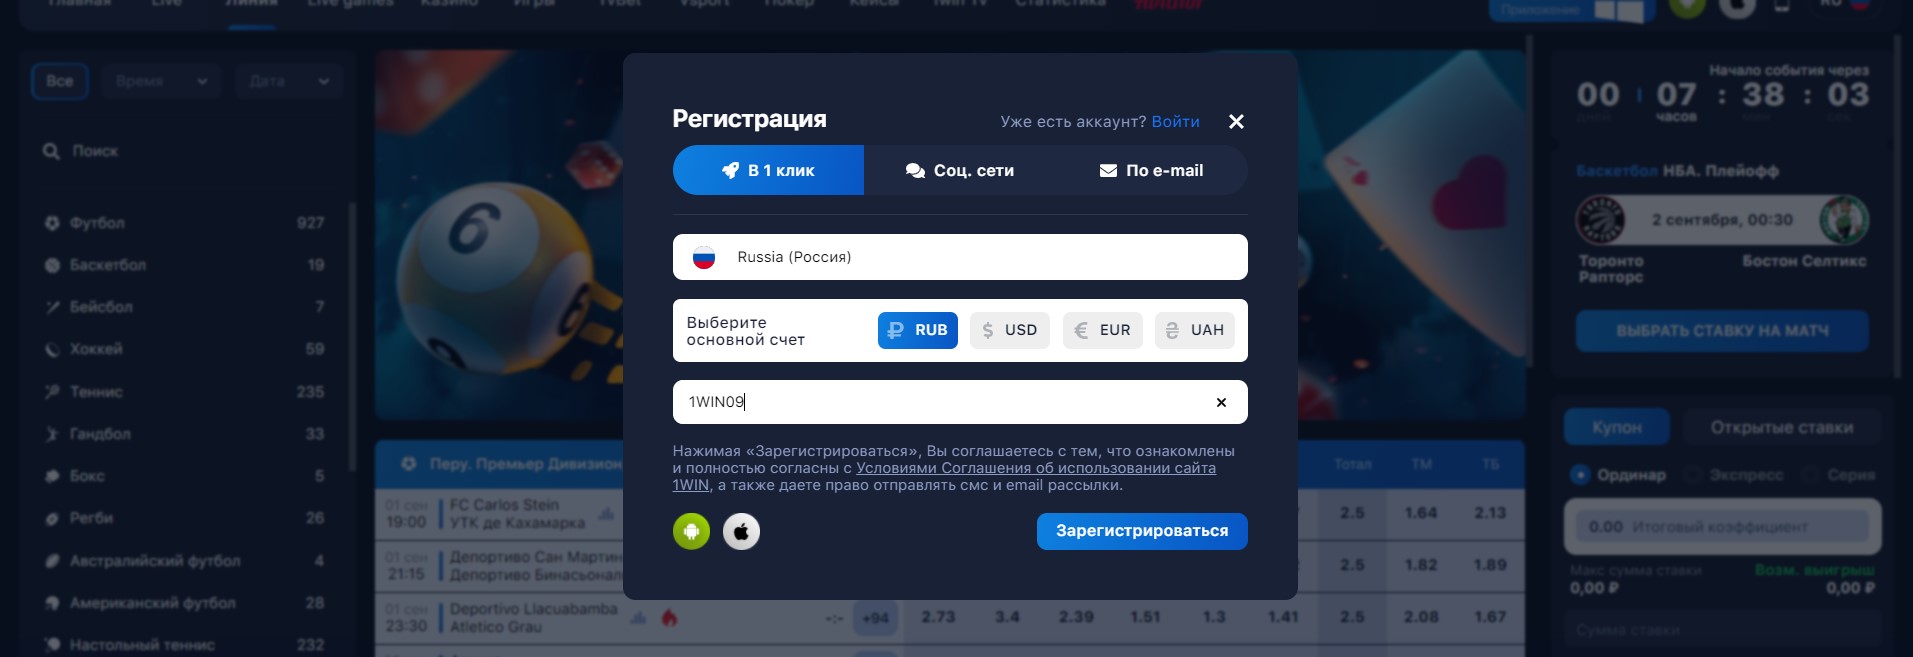 Главная Live Линия Live games Казино Игры TVBet Vsport Покер Кейсы 1win TV Статистика
Приложение
RU
Все Время Дата
Поиск
Футбол 927
Баскетбол 19
Бейсбол 7
Хоккей 59
Теннис 235
Гандбол 33
Бокс 5
Регби 26
Австралийский футбол 4
Американский футбол 28
Настольный теннис 232
6
6
Регистрация
Уже есть аккаунт? Войти
В 1 клик
Соц. сети
По e-mail
Russia (Россия)
Выберите
основной счет
RUB
$ USD
€ EUR
₴ UAH
1WIN09
Нажимая «Зарегистрироваться», Вы соглашаетесь с тем, что ознакомлены
и полностью согласны с Условиями Соглашения об использовании сайта
1WIN, а также даете право отправлять смс и email рассылки.
Зарегистрироваться
Перу. Премьер Дивизион
Тотал ТМ ТБ
01 сен
19:00
FC Carlos Stein
УТК де Кахамарка
2.5 1.64 2.13
01 сен
21:15
Депортиво Сан Мартин
Депортиво Бинасьонал
2.5 1.82 1.89
01 сен
23:30
Deportivo Llacuabamba
Atletico Grau
-:- +94 2.73 3.4 2.39 1.51 1.3 1.41 2.5 2.08 1.67
Начало события через
00 07 : 38 : 03
часов
Баскетбол НБА. Плейофф
2 сентября, 00:30
Торонто
Рапторс
Бостон Селтикс
ВЫБРАТЬ СТАВКУ НА МАТЧ
Купон
Открытые ставки
Ординар Экспресс Серия
0.00 Итоговый коэффициент
Макс сумма ставки Возм. выигрыш
0,00 ₽ 0,00 ₽
Сумма ставки